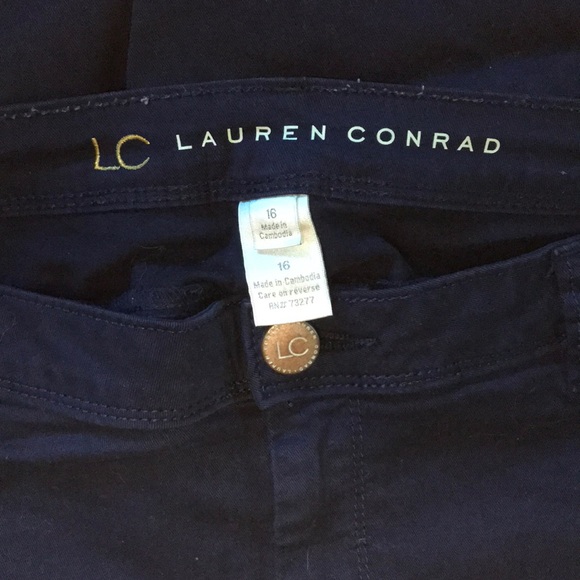 LC LAUREN CONRAD
16
Made in
Cambodia
16
Made in Cambodia
Care on reverse
RN# 73277
LC